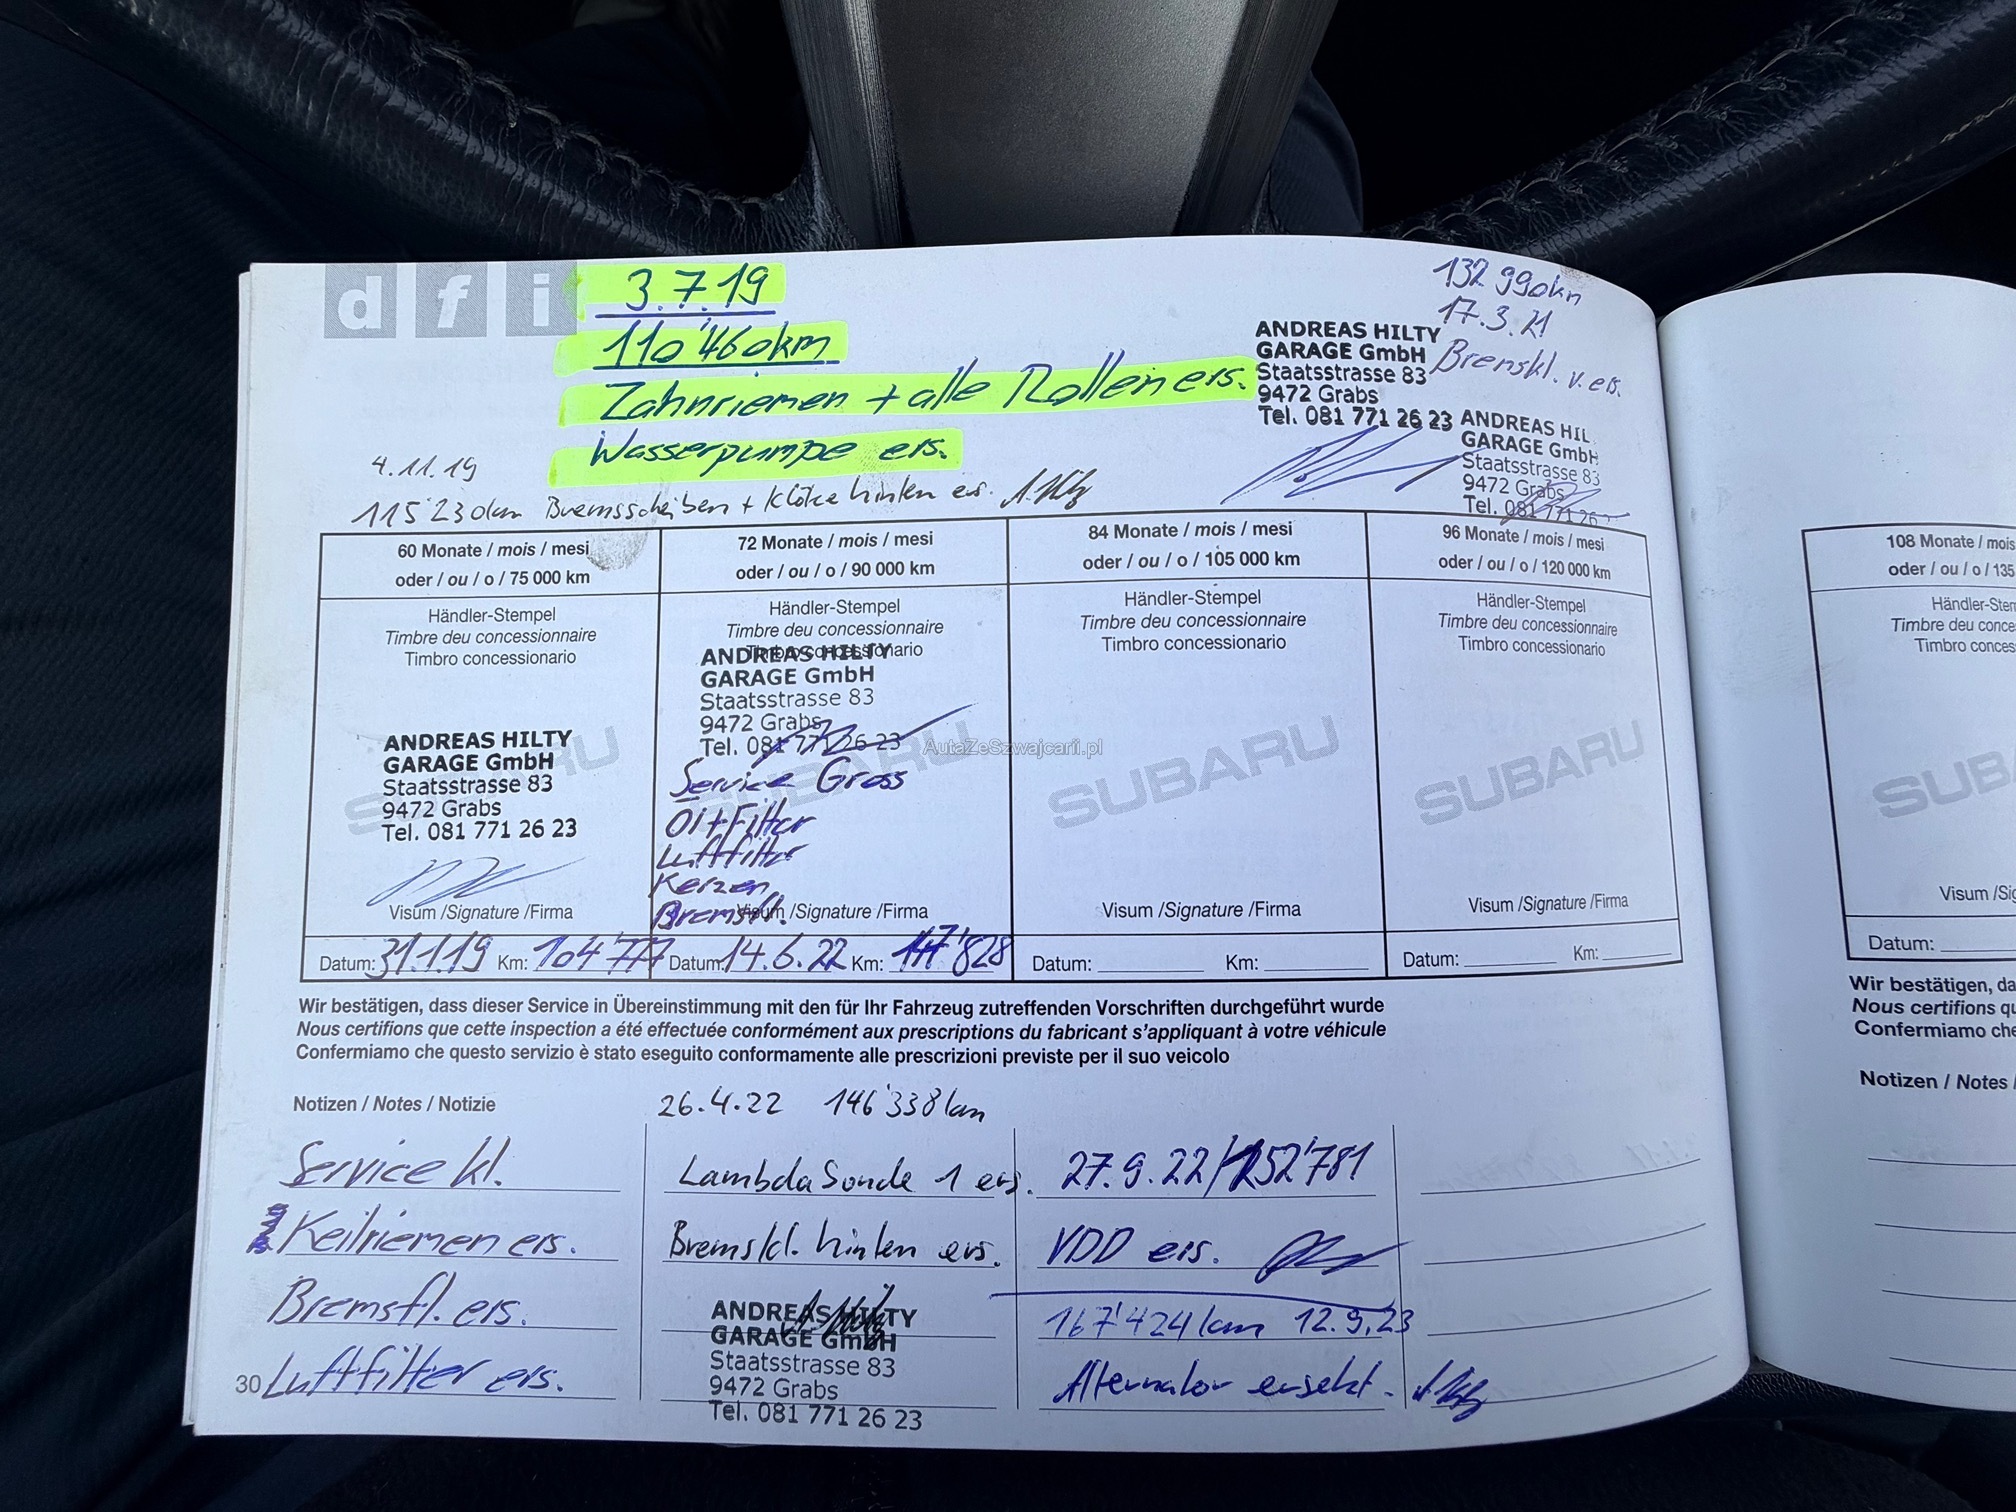 d f i
3.7.19
110'460km
Zahnriemen + alle Rollen ers.
Wasserpumpe ers.
ANDREAS HILTY
GARAGE GmbH
Staatsstrasse 83
9472 Grabs
Tel. 081 771 26 23
132 990km
17.3.21
Bremskl. v. ers.
ANDREAS HIL
GARAGE GmbH
Staatsstrasse 83
9472 Grabs
Tel. 081 771 26
4.11.19
115'230km Bremsscheiben + Klötze hinten ers.
60 Monate / mois / mesi
oder / ou / o / 75 000 km
Händler-Stempel
Timbre deu concessionnaire
Timbro concessionario
SUBARU
ANDREAS HILTY
GARAGE GmbH
Staatsstrasse 83
9472 Grabs
Tel. 081 771 26 23
Visum /Signature /Firma
Datum: 31.1.19 Km: 104'777
72 Monate / mois / mesi
oder / ou / o / 90 000 km
Händler-Stempel
Timbre deu concessionnaire
Timbro concessionario
ANDREAS HILTY
GARAGE GmbH
Staatsstrasse 83
9472 Grabs
Tel. 081 771 26 23
SUBARU
Service Gross
Öl+Filter
Luftfilter
Kerzen
Bremsfl.
Visum /Signature /Firma
Datum: 14.6.22 Km: 147'828
84 Monate / mois / mesi
oder / ou / o / 105 000 km
Händler-Stempel
Timbre deu concessionnaire
Timbro concessionario
AutaZeSzwajcarii.pl
SUBARU
Visum /Signature /Firma
Datum: Km:
96 Monate / mois / mesi
oder / ou / o / 120 000 km
Händler-Stempel
Timbre deu concessionnaire
Timbro concessionario
SUBARU
Visum /Signature /Firma
Datum: Km:
Wir bestätigen, dass dieser Service in Übereinstimmung mit den für Ihr Fahrzeug zutreffenden Vorschriften durchgeführt wurde
Nous certifions que cette inspection a été effectuée conformément aux prescriptions du fabricant s'appliquant à votre véhicule
Confermiamo che questo servizio è stato eseguito conformamente alle prescrizioni previste per il suo veicolo
Notizen / Notes / Notizie
Service kl.
Keilriemen ers.
Bremsfl. ers.
Luftfilter ers.
30
26.4.22 146'338km
Lambda Sonde 1 ers.
Bremskl. hinten ers.
ANDREAS HILTY
GARAGE GmbH
Staatsstrasse 83
9472 Grabs
Tel. 081 771 26 23
27.9.22/152'781
VDD ers.
167'424km 12.9.23
Alternator ersetzt.
108 Monate / mois
oder / ou / o / 135
Händler-Stem
Timbre deu conce
Timbro conces
SUB
Visum /Sig
Datum:
Wir bestätigen, da
Nous certifions qu
Confermiamo che
Notizen / Notes /